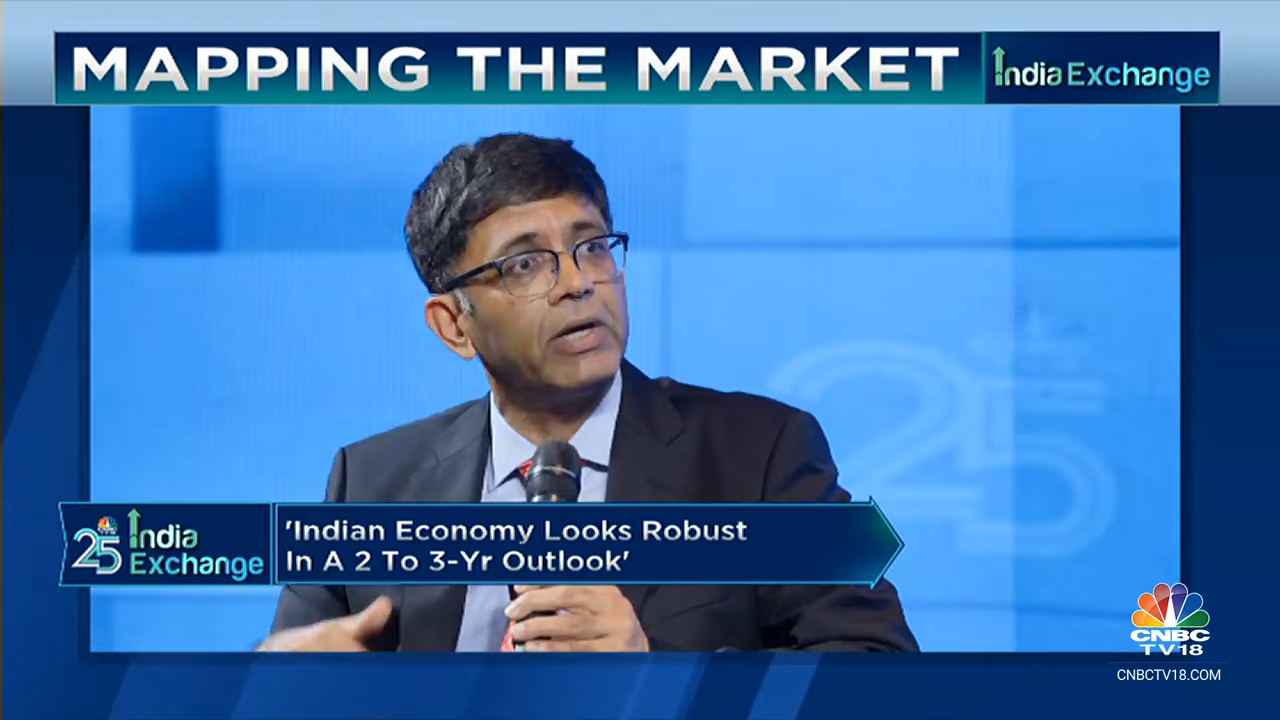 MAPPING THE MARKET
India Exchange
25
25
India
Exchange
'Indian Economy Looks Robust
In A 2 To 3-Yr Outlook'
CNBC
TV18
CNBCTV18.COM